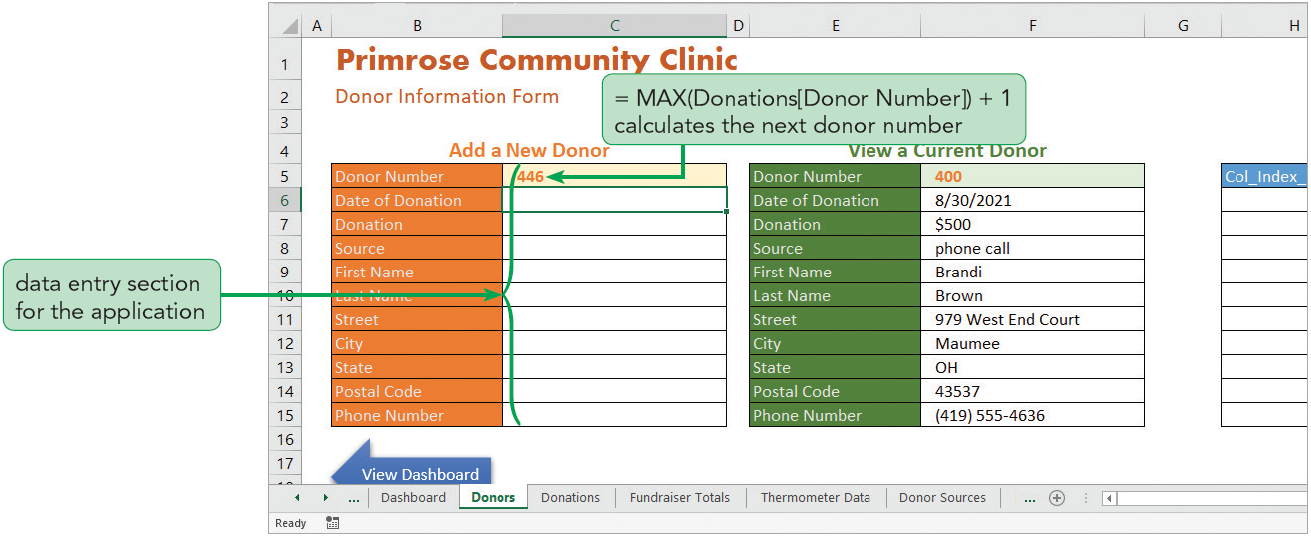 A B C D E F G H
1 Primrose Community Clinic
2 Donor Information Form
= MAX(Donations[Donor Number]) + 1
calculates the next donor number
3
4 Add a New Donor View a Current Donor
5 Donor Number 446 Donor Number 400 Col_Index_
6 Date of Donation Date of Donation 8/30/2021
7 Donation Donation $500
8 Source Source phone call
9 First Name First Name Brandi
data entry section
for the application
10 Last Name Last Name Brown
11 Street Street 979 West End Court
12 City City Maumee
13 State State OH
14 Postal Code Postal Code 43537
15 Phone Number Phone Number (419) 555-4636
16
17 View Dashboard
... Dashboard Donors Donations Fundraiser Totals Thermometer Data Donor Sources ...
Ready